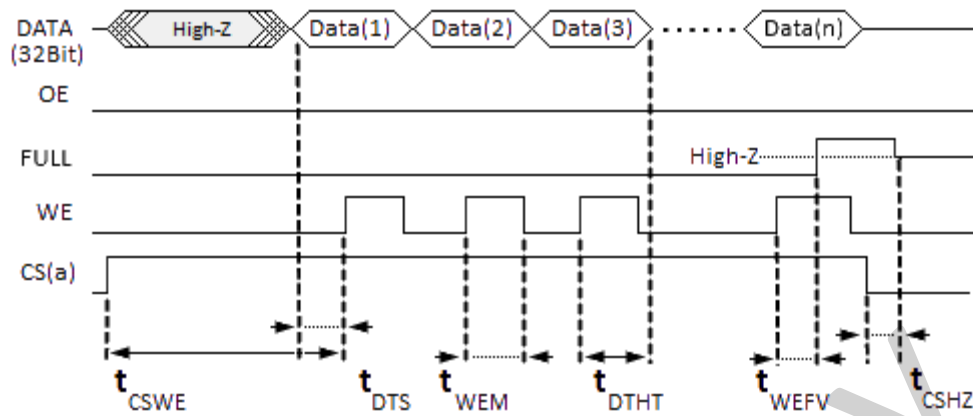 DATA High-Z Data(1) Data(2) Data(3) ...... Data(n)
(32Bit)
OE
FULL High-Z
WE
CS(a)
tCSWE tDTS tWEM tDTHT tWEFV tCSHZ